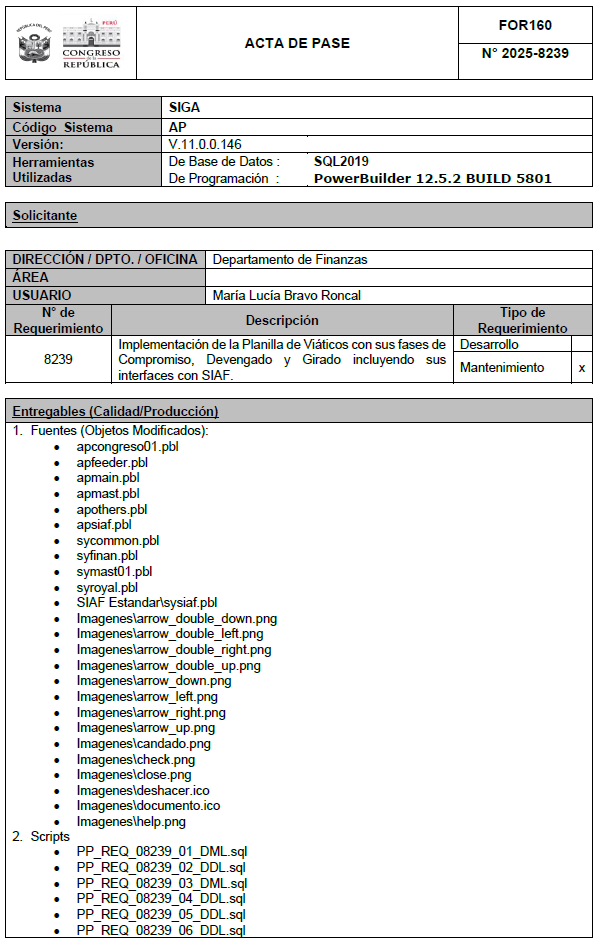 REPÚBLICA DEL PERÚ
PERÚ
CONGRESO
de la
REPÚBLICA
ACTA DE PASE
FOR160
N° 2025-8239
Sistema SIGA
Código Sistema AP
Versión: V.11.0.0.146
Herramientas De Base de Datos : SQL2019
Utilizadas De Programación : PowerBuilder 12.5.2 BUILD 5801
Solicitante
DIRECCIÓN / DPTO. / OFICINA Departamento de Finanzas
ÁREA
USUARIO María Lucía Bravo Roncal
N° de Requerimiento Descripción Tipo de Requerimiento
8239
Implementación de la Planilla de Viáticos con sus fases de
Compromiso, Devengado y Girado incluyendo sus
interfaces con SIAF.
Desarrollo
Mantenimiento x
Entregables (Calidad/Producción)
1. Fuentes (Objetos Modificados):
• apcongreso01.pbl
• apfeeder.pbl
• apmain.pbl
• apmast.pbl
• apothers.pbl
• apsiaf.pbl
• sycommon.pbl
• syfinan.pbl
• symast01.pbl
• syroyal.pbl
• SIAF Estandar\sysiaf.pbl
• Imagenes\arrow_double_down.png
• Imagenes\arrow_double_left.png
• Imagenes\arrow_double_right.png
• Imagenes\arrow_double_up.png
• Imagenes\arrow_down.png
• Imagenes\arrow_left.png
• Imagenes\arrow_right.png
• Imagenes\arrow_up.png
• Imagenes\candado.png
• Imagenes\check.png
• Imagenes\close.png
• Imagenes\deshacer.ico
• Imagenes\documento.ico
• Imagenes\help.png
2. Scripts
• PP_REQ_08239_01_DML.sql
• PP_REQ_08239_02_DDL.sql
• PP_REQ_08239_03_DML.sql
• PP_REQ_08239_04_DDL.sql
• PP_REQ_08239_05_DDL.sql
• PP_REQ_08239_06_DDL.sql